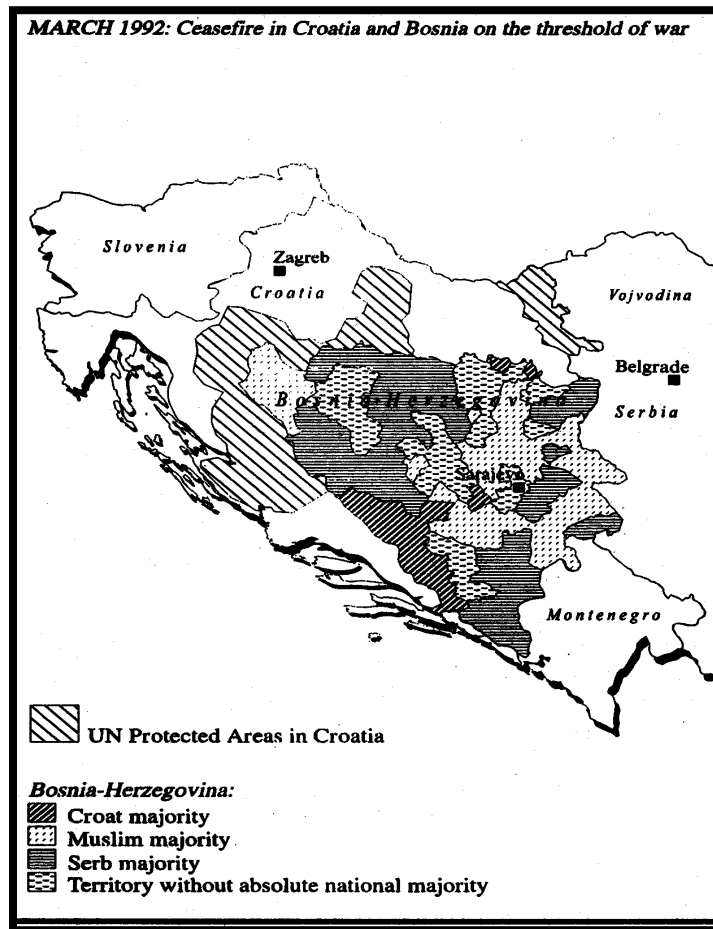 MARCH 1992: Ceasefire in Croatia and Bosnia on the threshold of war
Slovenia
Zagreb
Croatia
Vojvodina
Belgrade
Bosnia-Herzegovina
Serbia
Sarajevo
Montenegro
UN Protected Areas in Croatia
Bosnia-Herzegovina:
Croat majority
Muslim majority
Serb majority
Territory without absolute national majority